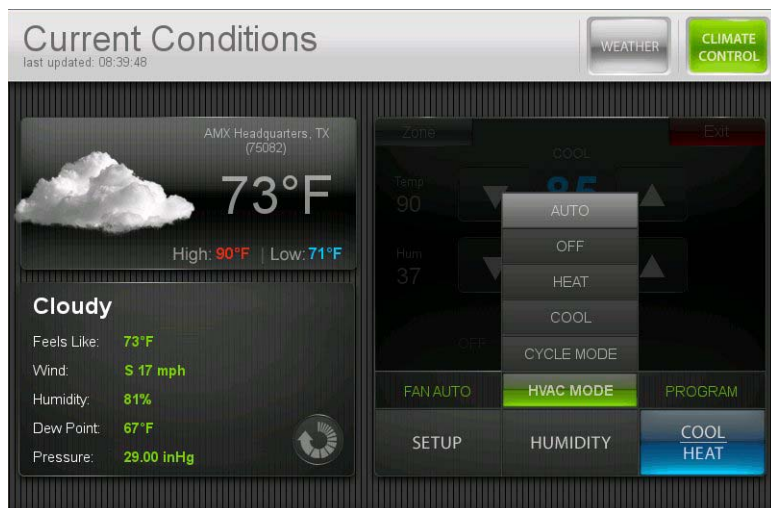 Current Conditions
last updated: 08:39:48
WEATHER
CLIMATE
CONTROL
AMX Headquarters, TX
(75082)
73°F
High: 90°F | Low: 71°F
Cloudy
Feels Like: 73°F
Wind: S 17 mph
Humidity: 81%
Dew Point: 67°F
Pressure: 29.00 inHg
Zone
Exit
COOL
Temp
90
85
Hum
37
OFF
AUTO
OFF
HEAT
COOL
CYCLE MODE
FAN AUTO
HVAC MODE
PROGRAM
SETUP
HUMIDITY
COOL
HEAT